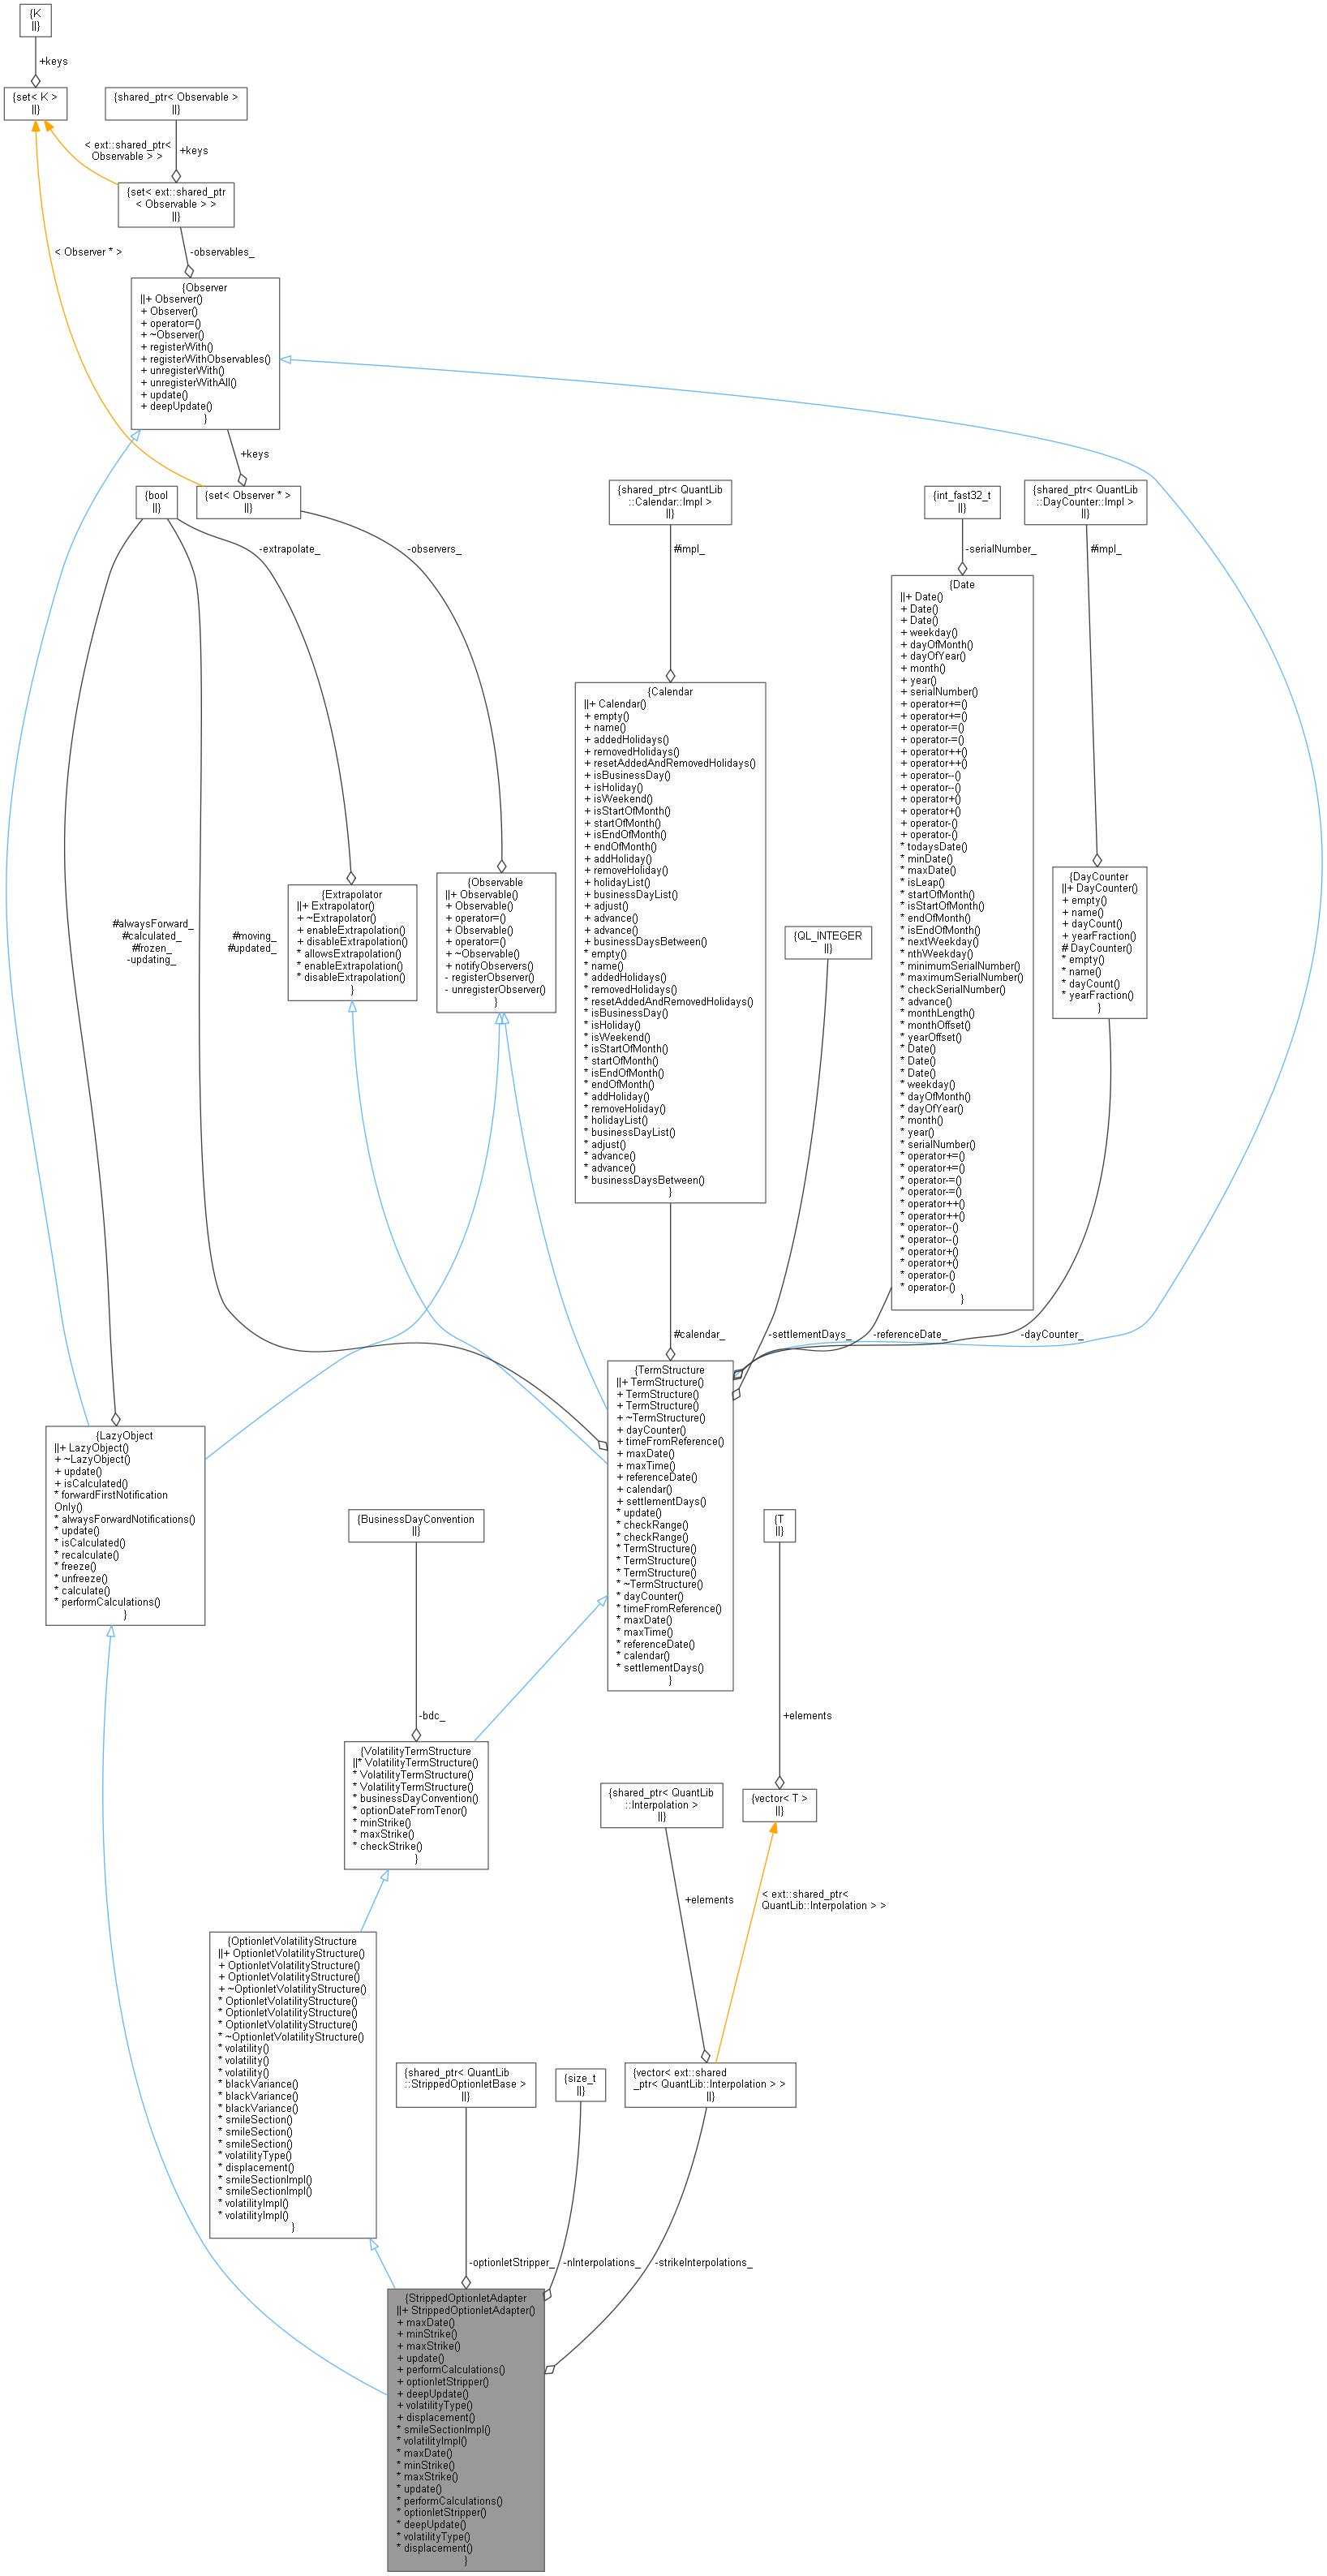 {K
||}
+keys
{set< K >
||}
{shared_ptr< Observable >
||}
< ext::shared_ptr<
Observable > >
+keys
{set< ext::shared_ptr
< Observable > >
||}
< Observer * >
-observables_
{Observer
||+ Observer()
+ Observer()
+ operator=()
+ ~Observer()
+ registerWith()
+ registerWithObservables()
+ unregisterWith()
+ unregisterWithAll()
+ update()
+ deepUpdate()
}
+keys
{bool
||}
{set< Observer * >
||}
{shared_ptr< QuantLib
::Calendar::Impl >
||}
{int_fast32_t
||}
{shared_ptr< QuantLib
::DayCounter::Impl >
||}
-extrapolate_
-observers_
#impl_
-serialNumber_
#impl_
{Date
||+ Date()
+ Date()
+ Date()
+ weekday()
+ dayOfMonth()
+ dayOfYear()
+ month()
+ year()
+ serialNumber()
+ operator+=()
+ operator+=()
+ operator-=()
+ operator-=()
+ operator++()
+ operator++()
+ operator--()
+ operator--()
+ operator+()
+ operator+()
+ operator-()
+ operator-()
* todaysDate()
* minDate()
* maxDate()
* isLeap()
* startOfMonth()
* isStartOfMonth()
* endOfMonth()
* isEndOfMonth()
* nextWeekday()
* nthWeekday()
* minimumSerialNumber()
* maximumSerialNumber()
* checkSerialNumber()
* advance()
* monthLength()
* monthOffset()
* yearOffset()
* Date()
* Date()
* Date()
* weekday()
* dayOfMonth()
* dayOfYear()
* month()
* year()
* serialNumber()
* operator+=()
* operator+=()
* operator-=()
* operator-=()
* operator++()
* operator++()
* operator--()
* operator--()
* operator+()
* operator+()
* operator-()
* operator-()
}
{Calendar
||+ Calendar()
+ empty()
+ name()
+ addedHolidays()
+ removedHolidays()
+ resetAddedAndRemovedHolidays()
+ isBusinessDay()
+ isHoliday()
+ isWeekend()
+ isStartOfMonth()
+ startOfMonth()
+ isEndOfMonth()
+ endOfMonth()
+ addHoliday()
+ removeHoliday()
+ holidayList()
+ businessDayList()
+ adjust()
+ advance()
+ advance()
+ businessDaysBetween()
* empty()
* name()
* addedHolidays()
* removedHolidays()
* resetAddedAndRemovedHolidays()
* isBusinessDay()
* isHoliday()
* isWeekend()
* isStartOfMonth()
* startOfMonth()
* isEndOfMonth()
* endOfMonth()
* addHoliday()
* removeHoliday()
* holidayList()
* businessDayList()
* adjust()
* advance()
* advance()
* businessDaysBetween()
}
{DayCounter
||+ DayCounter()
+ empty()
+ name()
+ dayCount()
+ yearFraction()
# DayCounter()
* empty()
* name()
* dayCount()
* yearFraction()
}
{Extrapolator
||+ Extrapolator()
+ ~Extrapolator()
+ enableExtrapolation()
+ disableExtrapolation()
* allowsExtrapolation()
* enableExtrapolation()
* disableExtrapolation()
}
{Observable
||+ Observable()
+ Observable()
+ operator=()
+ Observable()
+ operator=()
+ ~Observable()
+ notifyObservers()
- registerObserver()
- unregisterObserver()
}
#alwaysForward_
#calculated_
#frozen_
-updating_
#moving_
#updated_
{QL_INTEGER
||}
#calendar_
-settlementDays_
-referenceDate_
-dayCounter_
{TermStructure
||+ TermStructure()
+ TermStructure()
+ TermStructure()
+ ~TermStructure()
+ dayCounter()
+ timeFromReference()
+ maxDate()
+ maxTime()
+ referenceDate()
+ calendar()
+ settlementDays()
* update()
* checkRange()
* checkRange()
* TermStructure()
* TermStructure()
* TermStructure()
* ~TermStructure()
* dayCounter()
* timeFromReference()
* maxDate()
* maxTime()
* referenceDate()
* calendar()
* settlementDays()
}
{LazyObject
||+ LazyObject()
+ ~LazyObject()
+ update()
+ isCalculated()
* forwardFirstNotification
Only()
* alwaysForwardNotifications()
* update()
* isCalculated()
* recalculate()
* freeze()
* unfreeze()
* calculate()
* performCalculations()
}
{BusinessDayConvention
||}
{T
||}
-bdc_
+elements
{VolatilityTermStructure
||* VolatilityTermStructure()
* VolatilityTermStructure()
* VolatilityTermStructure()
* businessDayConvention()
* optionDateFromTenor()
* minStrike()
* maxStrike()
* checkStrike()
}
{shared_ptr< QuantLib
::Interpolation >
||}
{vector< T >
||}
+elements
< ext::shared_ptr<
QuantLib::Interpolation > >
{OptionletVolatilityStructure
||+ OptionletVolatilityStructure()
+ OptionletVolatilityStructure()
+ OptionletVolatilityStructure()
+ ~OptionletVolatilityStructure()
* OptionletVolatilityStructure()
* OptionletVolatilityStructure()
* OptionletVolatilityStructure()
* ~OptionletVolatilityStructure()
* volatility()
* volatility()
* volatility()
* blackVariance()
* blackVariance()
* blackVariance()
* smileSection()
* smileSection()
* smileSection()
* volatilityType()
* displacement()
* smileSectionImpl()
* smileSectionImpl()
* volatilityImpl()
* volatilityImpl()
}
{shared_ptr< QuantLib
::StrippedOptionletBase >
||}
{size_t
||}
{vector< ext::shared
_ptr< QuantLib::Interpolation > >
||}
-optionletStripper_
-nInterpolations_
-strikeInterpolations_
{StrippedOptionletAdapter
||+ StrippedOptionletAdapter()
+ maxDate()
+ minStrike()
+ maxStrike()
+ update()
+ performCalculations()
+ optionletStripper()
+ deepUpdate()
+ volatilityType()
+ displacement()
* smileSectionImpl()
* volatilityImpl()
* maxDate()
* minStrike()
* maxStrike()
* update()
* performCalculations()
* optionletStripper()
* deepUpdate()
* volatilityType()
* displacement()
}